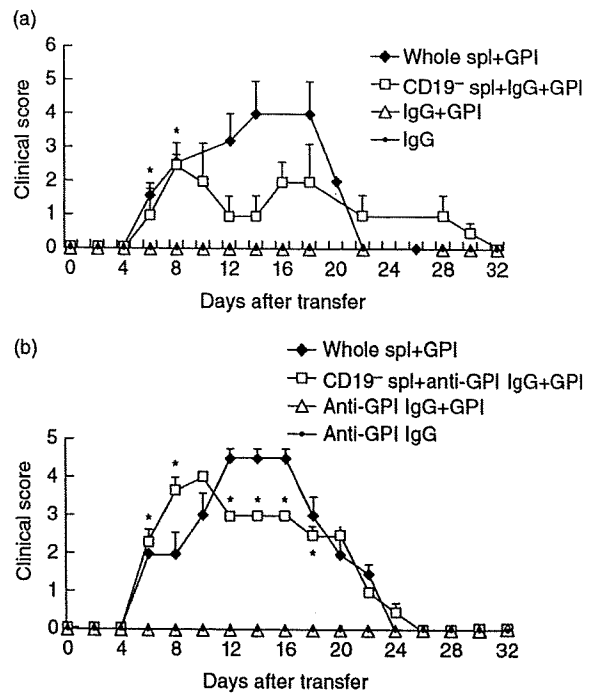 (a)
6
5
4
3
2
1
0
Clinical score
* *
Whole spl+GPI
CD19– spl+IgG+GPI
IgG+GPI
IgG
0 4 8 12 16 20 24 28 32
Days after transfer
(b)
Whole spl+GPI
CD19– spl+anti-GPI IgG+GPI
Anti-GPI IgG+GPI
Anti-GPI IgG
5
4
3
2
1
0
Clinical score
* * * * * *
0 4 8 12 16 20 24 28 32
Days after transfer